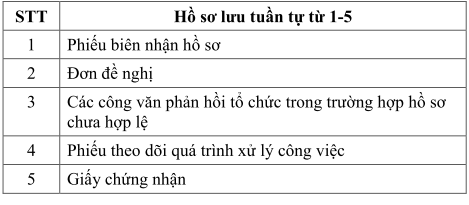 STT Hồ sơ lưu tuần tự từ 1-5
1 Phiếu biên nhận hồ sơ
2 Đơn đề nghị
3 Các công văn phản hồi tổ chức trong trường hợp hồ sơ
chưa hợp lệ
4 Phiếu theo dõi quá trình xử lý công việc
5 Giấy chứng nhận